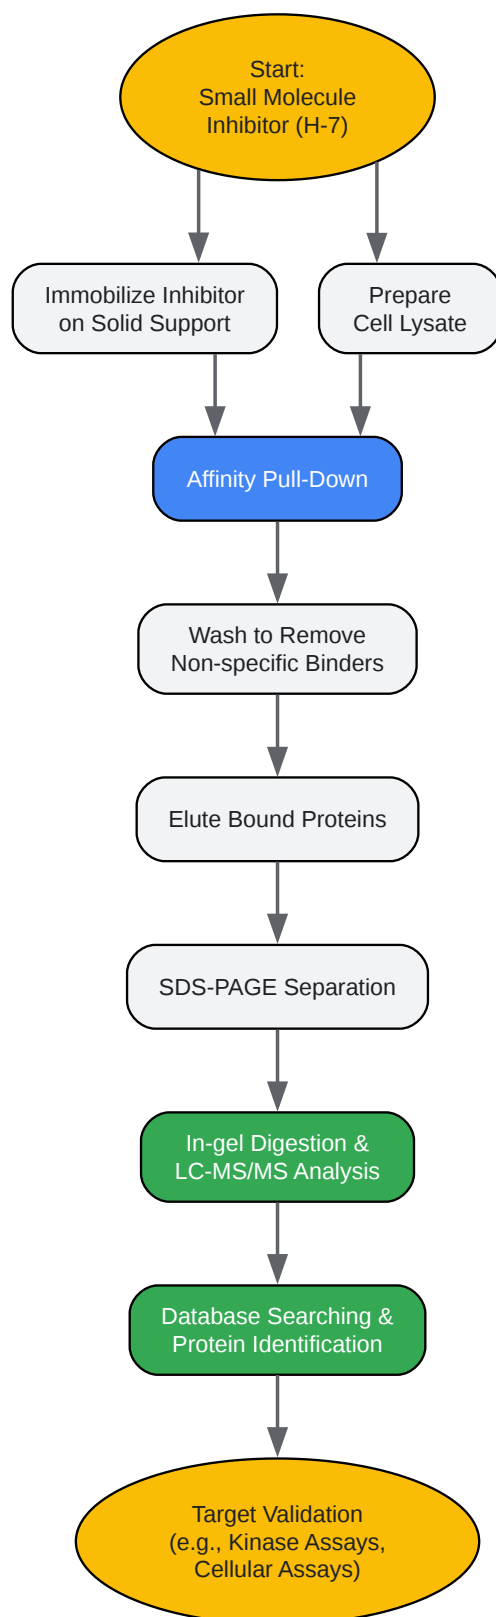 Start:
Small Molecule
Inhibitor (H-7)
Immobilize Inhibitor
on Solid Support
Prepare
Cell Lysate
Affinity Pull-Down
Wash to Remove
Non-specific Binders
Elute Bound Proteins
SDS-PAGE Separation
In-gel Digestion &
LC-MS/MS Analysis
Database Searching &
Protein Identification
Target Validation
(e.g., Kinase Assays,
Cellular Assays)